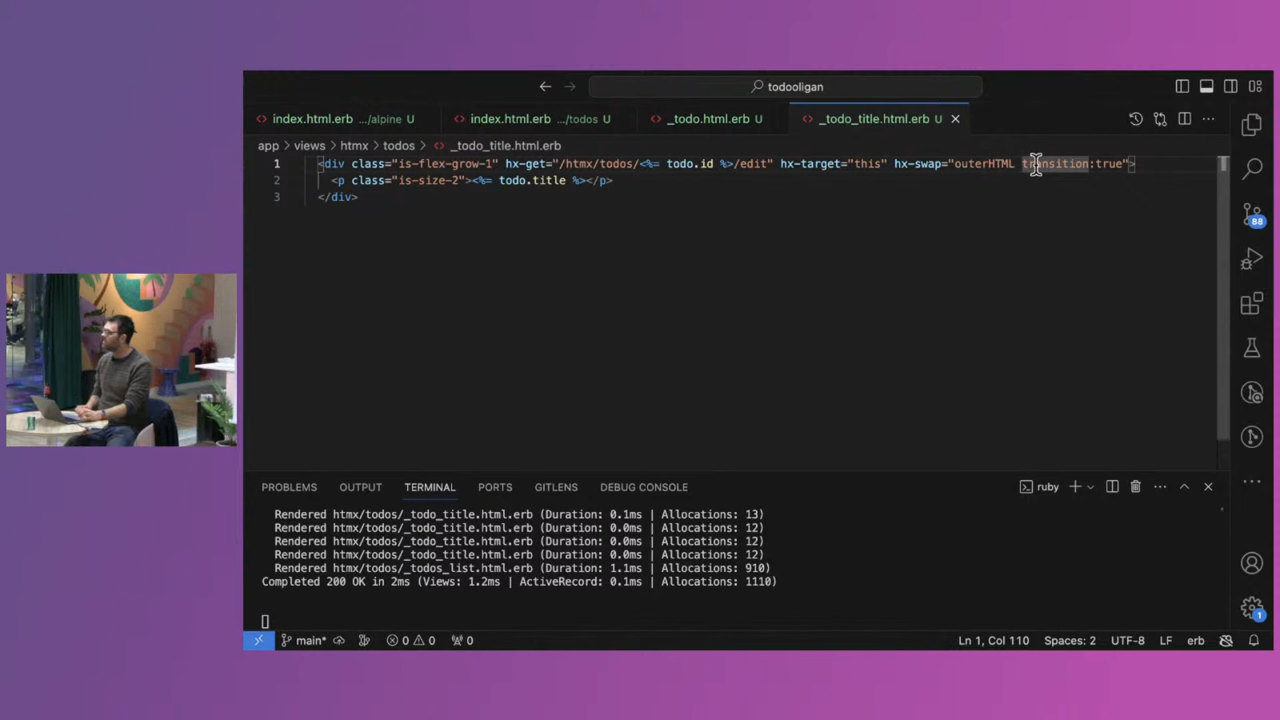 todooligan
index.html.erb .../alpine U
index.html.erb .../todos U
_todo.html.erb U
_todo_title.html.erb U
app > views > htmx > todos > _todo_title.html.erb
1 <div class="is-flex-grow-1" hx-get="/htmx/todos/<%= todo.id %>/edit" hx-target="this" hx-swap="outerHTML transition:true">
2 <p class="is-size-2"><%= todo.title %></p>
3 </div>
88
PROBLEMS OUTPUT TERMINAL PORTS GITLENS DEBUG CONSOLE ruby
Rendered htmx/todos/_todo_title.html.erb (Duration: 0.1ms | Allocations: 13)
Rendered htmx/todos/_todo_title.html.erb (Duration: 0.0ms | Allocations: 12)
Rendered htmx/todos/_todo_title.html.erb (Duration: 0.0ms | Allocations: 12)
Rendered htmx/todos/_todo_title.html.erb (Duration: 0.0ms | Allocations: 12)
Rendered htmx/todos/_todos_list.html.erb (Duration: 1.1ms | Allocations: 910)
Completed 200 OK in 2ms (Views: 1.2ms | ActiveRecord: 0.1ms | Allocations: 1110)
1
main* 0 0 0 Ln 1, Col 110 Spaces: 2 UTF-8 LF erb